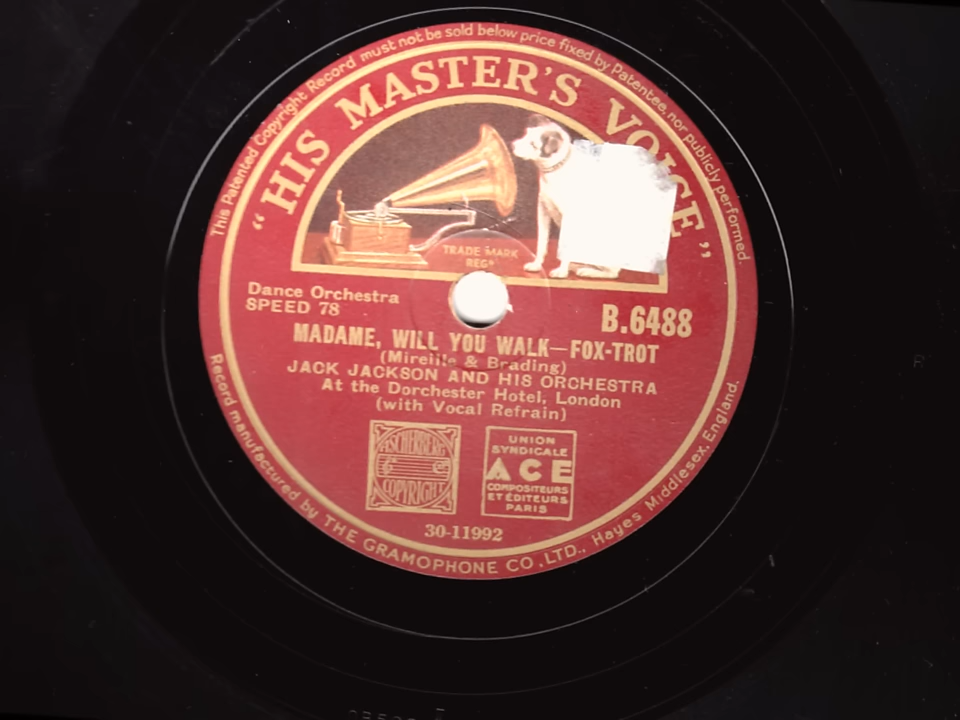 This Patented Copyright Record must not be sold below price fixed by Patentee, nor publicly performed.
"HIS MASTER'S VOICE"
TRADE MARK
REGD
Dance Orchestra
SPEED 78
B.6488
MADAME, WILL YOU WALK—FOX-TROT
(Mireille & Brading)
JACK JACKSON AND HIS ORCHESTRA
At the Dorchester Hotel, London
(with Vocal Refrain)
ASCHERBERG
COPYRIGHT
UNION
SYNDICALE
ACE
COMPOSITEURS
ET ÉDITEURS
PARIS
30-11992
Record manufactured by THE GRAMOPHONE CO., LTD., Hayes Middlesex, England.